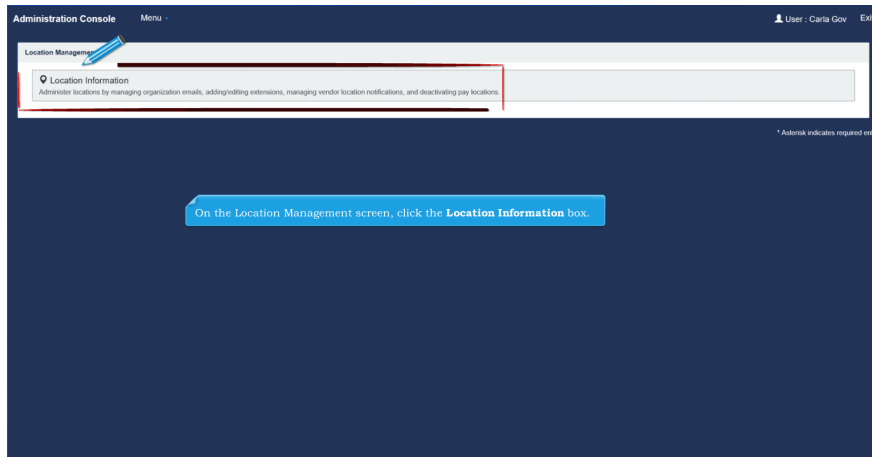 Administration Console Menu User : Carla Gov
Location Management
Location Information
Administer locations by managing organization emails, adding/editing extensions, managing vendor location notifications, and deactivating pay locations.
* Asterisk indicates required
On the Location Management screen, click the Location Information box.